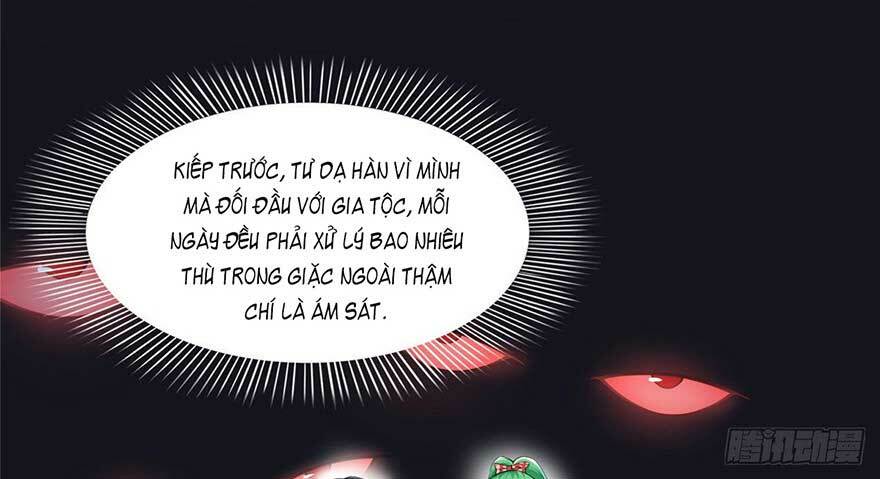 KIẾP TRƯỚC, TƯ DẠ HÀN VÌ MÌNH
MÀ ĐỐI ĐẦU VỚI GIA TỘC, MỖI
NGÀY ĐỀU PHẢI XỬ LÝ BAO NHIÊU
THÙ TRONG GIẶC NGOÀI THẬM
CHÍ LÀ ÁM SÁT.
腾讯动漫